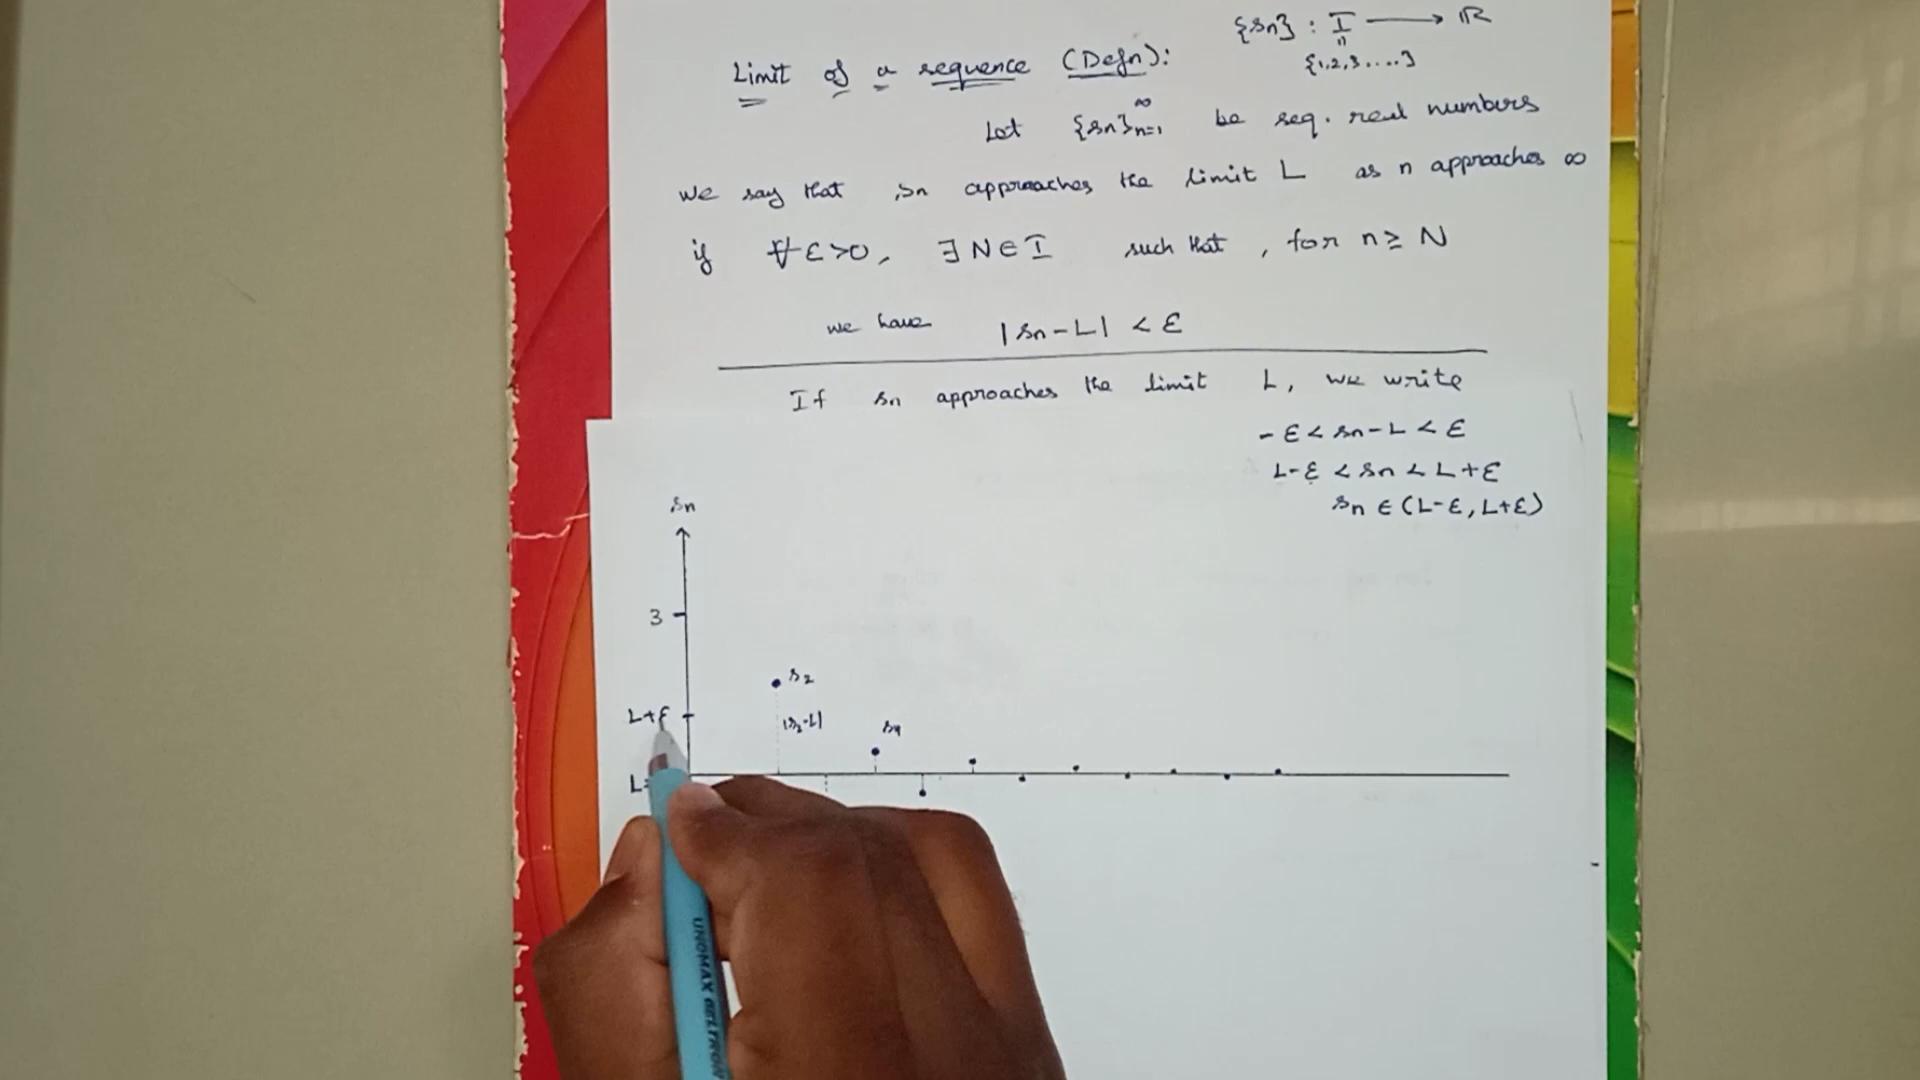 {sn} : I → ℝ
{1,2,3....}
Limit of a sequence (Defn):
Let {sn}∞n=1 be seq. real numbers
we say that sn approaches the limit L as n approaches ∞
if ∀ε>0, ∃N∈I such that, for n≥N
we have |sn-L| < ε
If sn approaches the limit L, we write
-ε < sn-L < ε
L-ε < sn < L+ε
sn ∈ (L-ε, L+ε)
sn
3
s2
L+ε
|s2-L|
s4
L=
UNOMAX